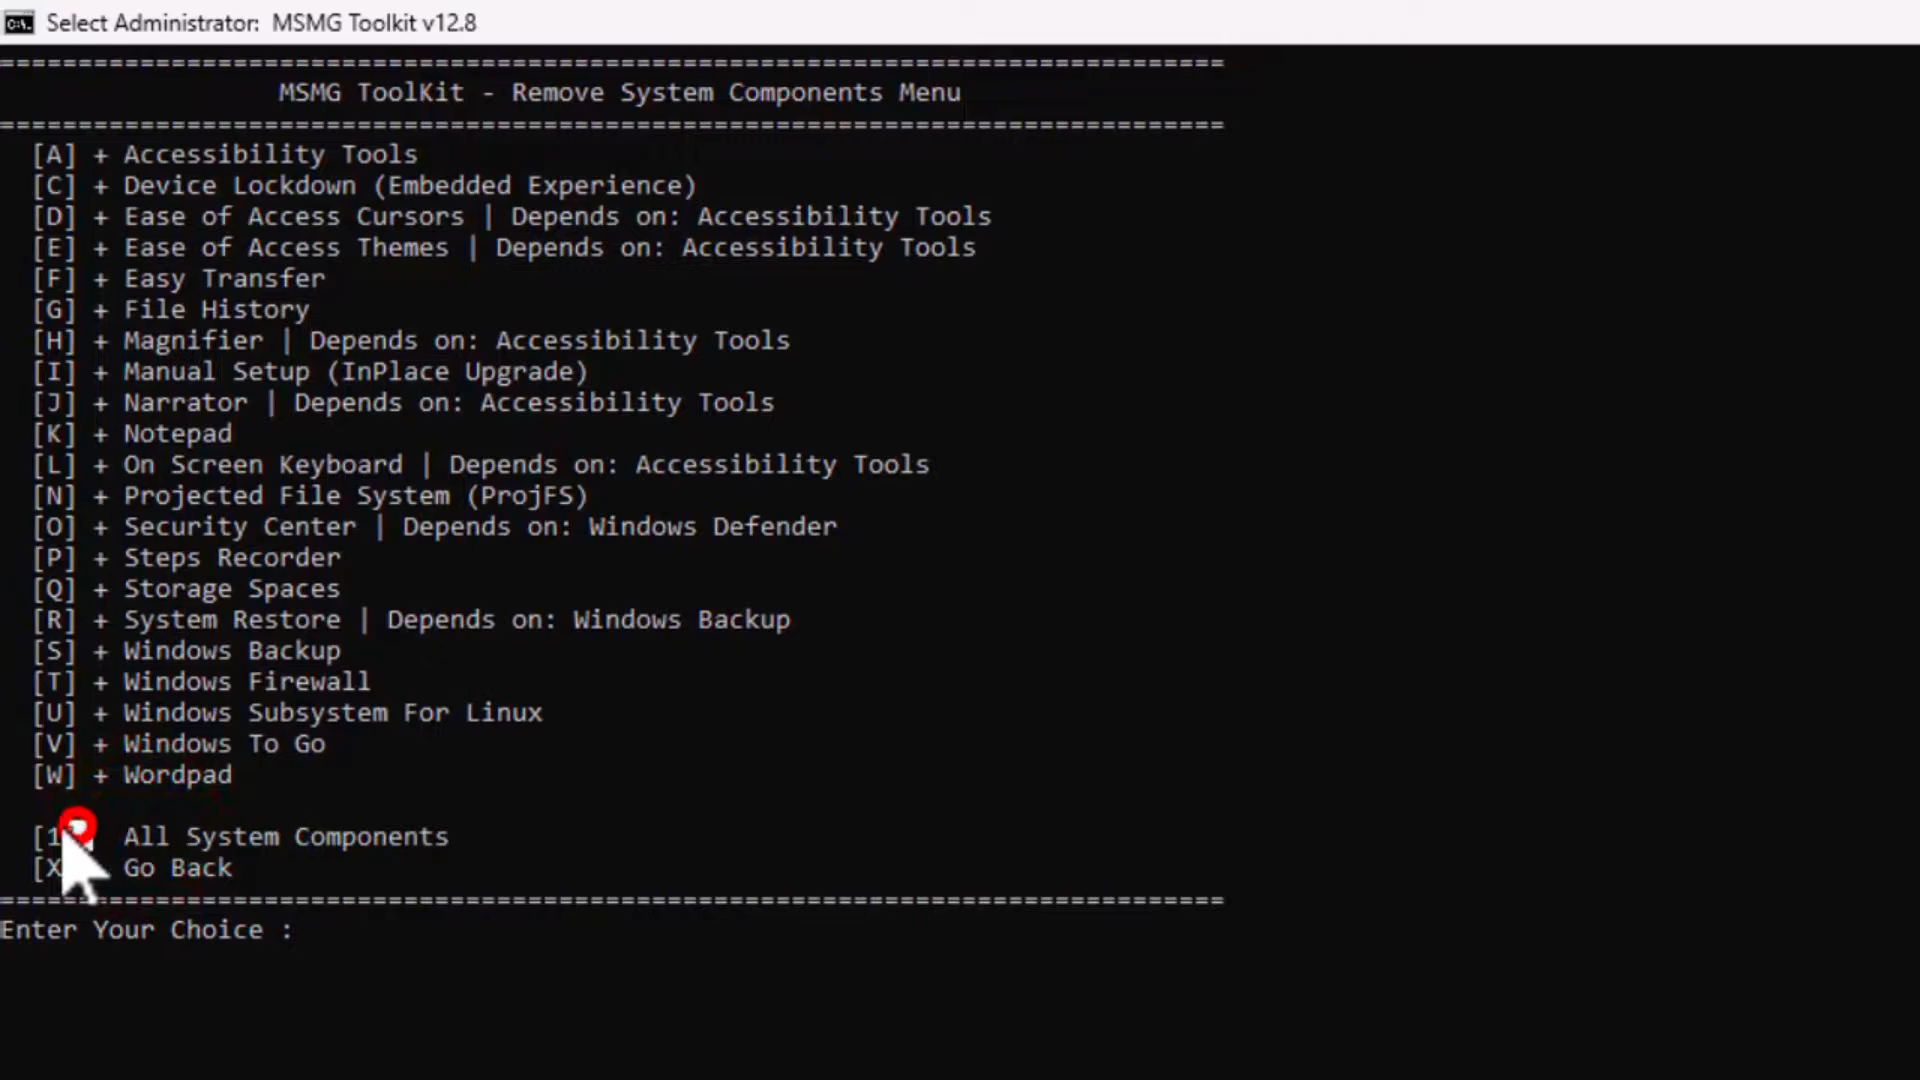 Select Administrator:  MSMG Toolkit v12.8
===============================================================================
MSMG ToolKit - Remove System Components Menu
===============================================================================
[A] + Accessibility Tools
[C] + Device Lockdown (Embedded Experience)
[D] + Ease of Access Cursors | Depends on: Accessibility Tools
[E] + Ease of Access Themes | Depends on: Accessibility Tools
[F] + Easy Transfer
[G] + File History
[H] + Magnifier | Depends on: Accessibility Tools
[I] + Manual Setup (InPlace Upgrade)
[J] + Narrator | Depends on: Accessibility Tools
[K] + Notepad
[L] + On Screen Keyboard | Depends on: Accessibility Tools
[N] + Projected File System (ProjFS)
[O] + Security Center | Depends on: Windows Defender
[P] + Steps Recorder
[Q] + Storage Spaces
[R] + System Restore | Depends on: Windows Backup
[S] + Windows Backup
[T] + Windows Firewall
[U] + Windows Subsystem For Linux
[V] + Windows To Go
[W] + Wordpad
All System Components
[X Go Back
===============================================================================
Enter Your Choice :